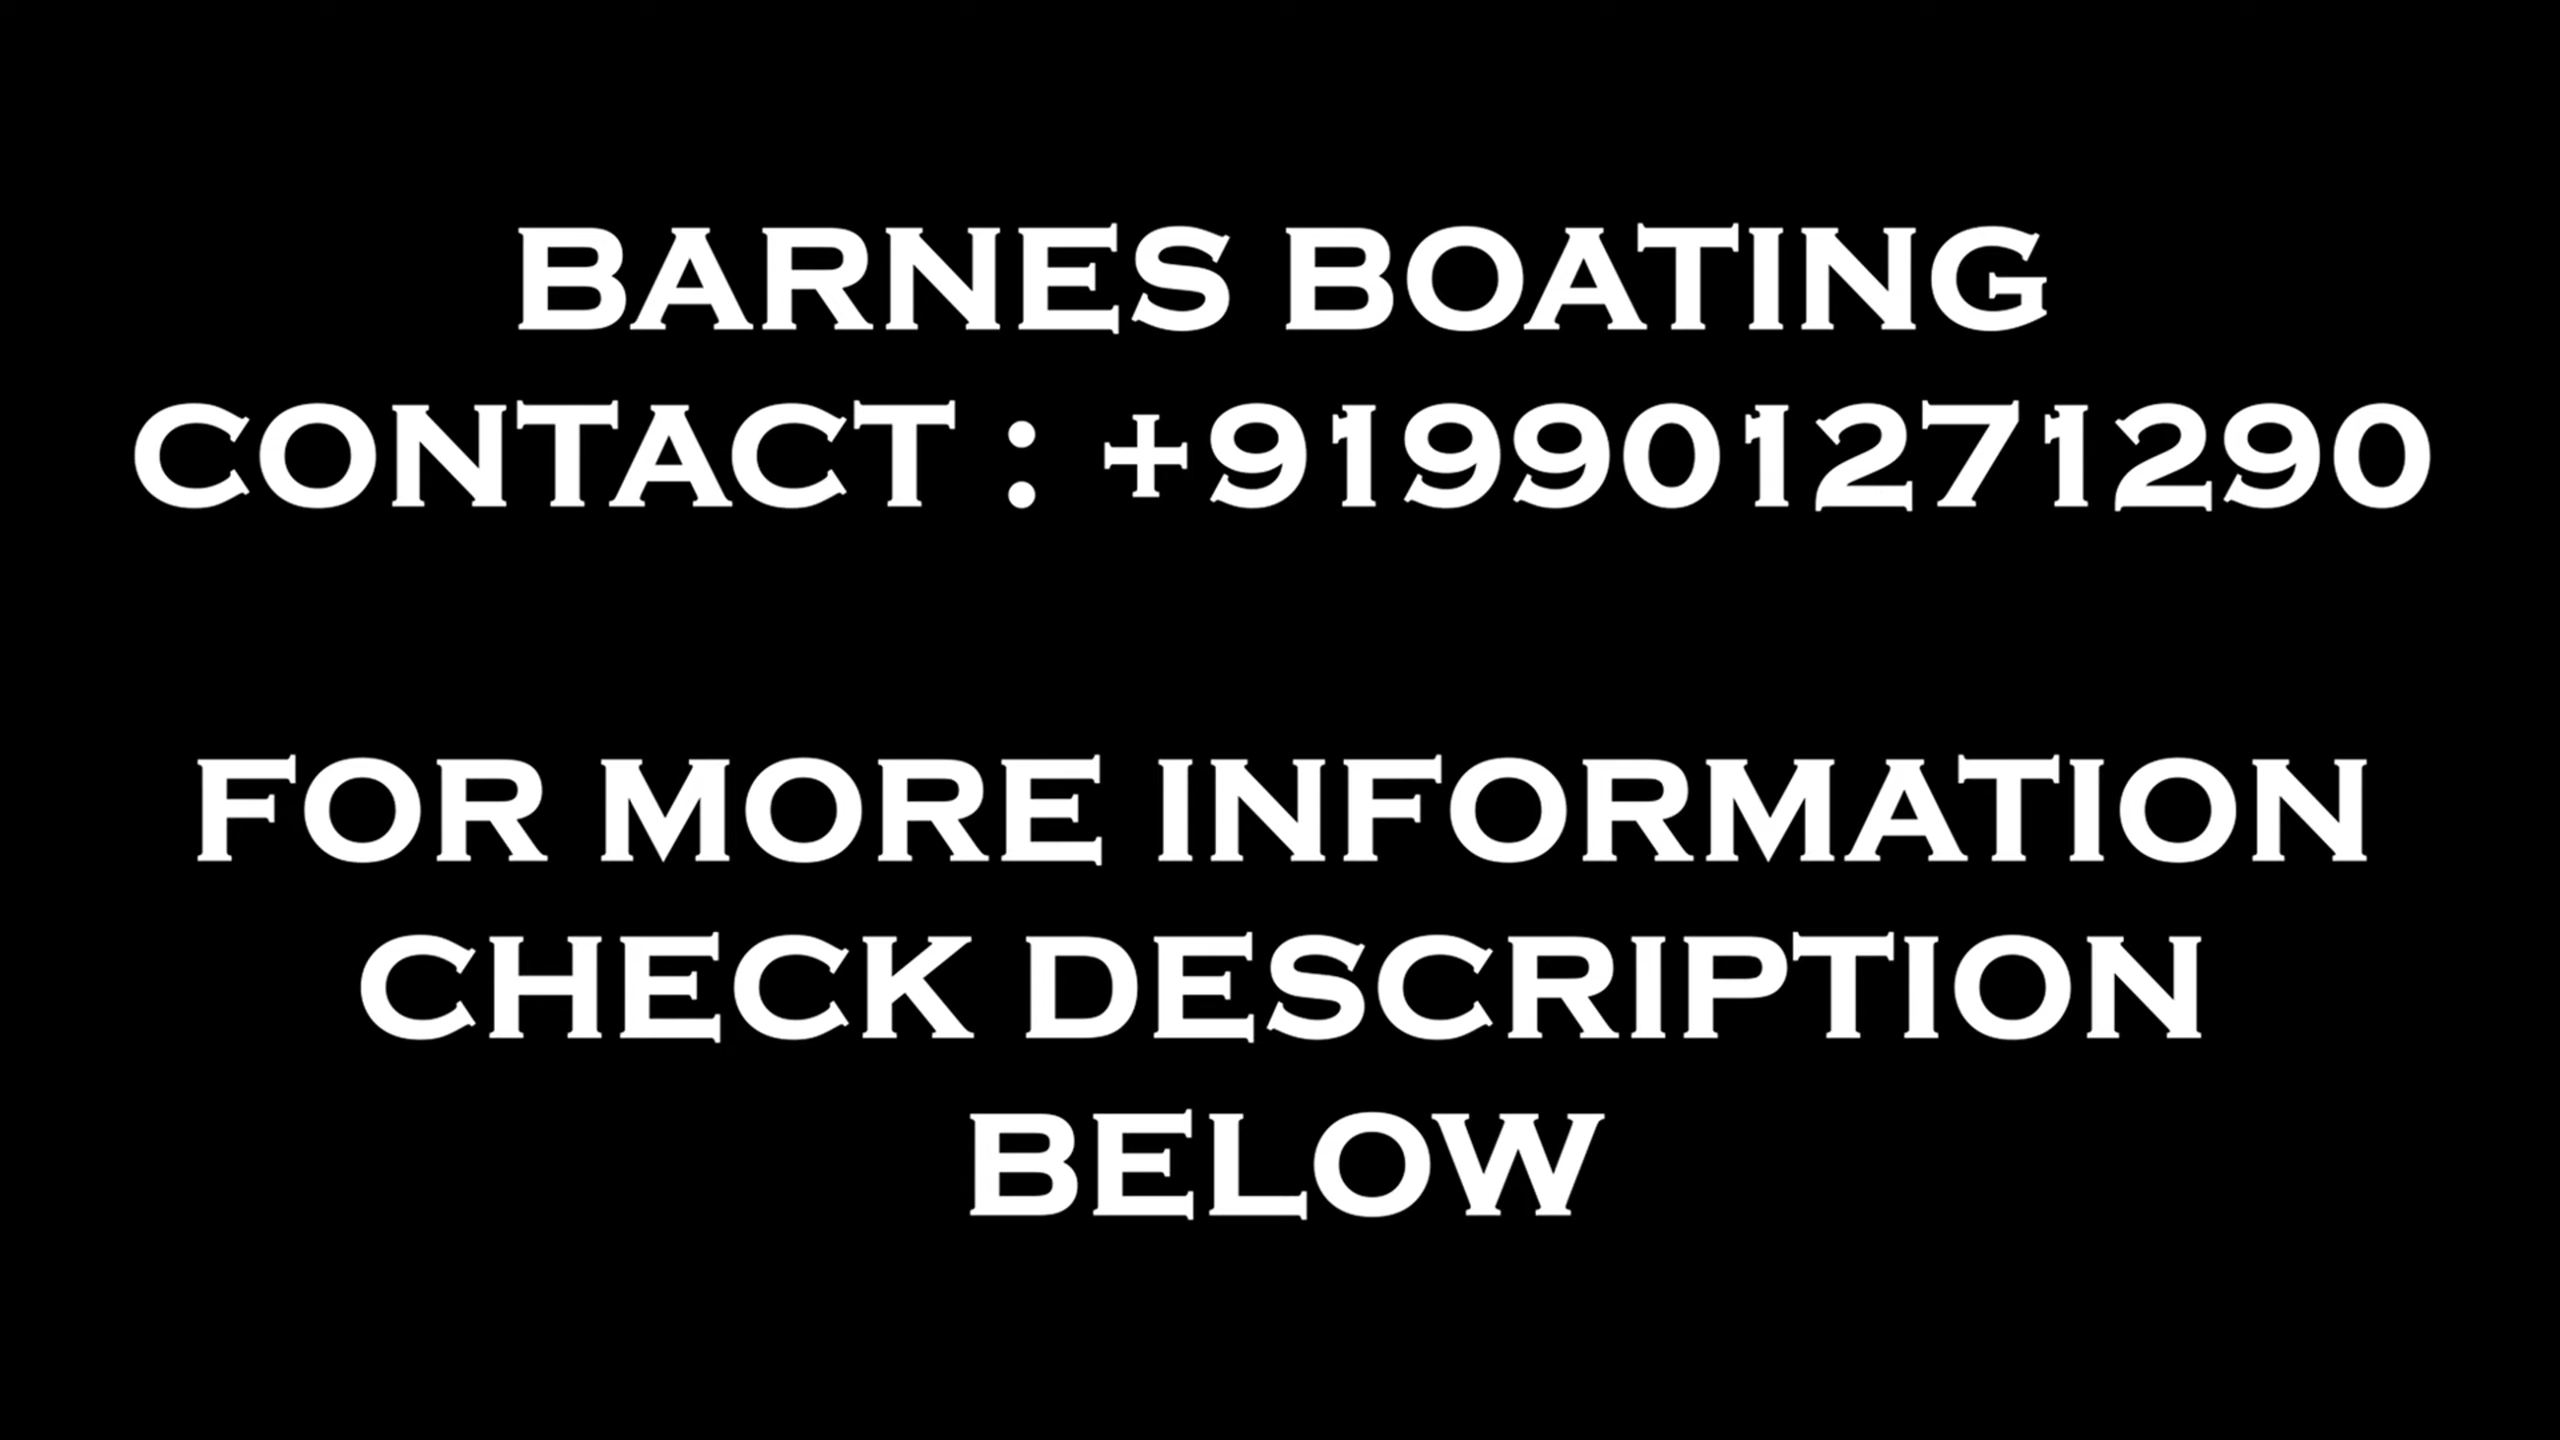 BARNES BOATING
CONTACT : +919901271290
FOR MORE INFORMATION
CHECK DESCRIPTION
BELOW